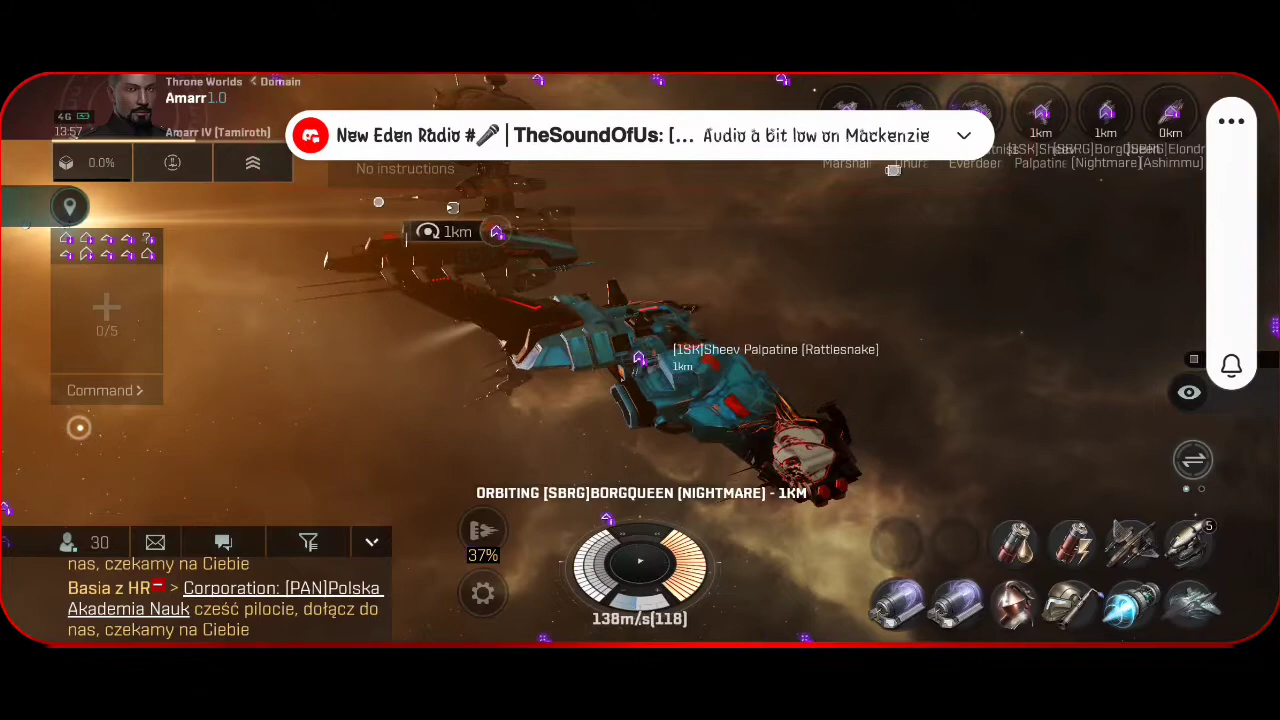 Throne Worlds < Domain
Amarr 1.0
4G
13:57
Amarr IV (Tamiroth)
New Eden Radio #🎤 | TheSoundOfUs: [... Audio a bit low on Mackenzie
1km
1km
0km
Everdeer
Palpatine
[Nightmare]
[Ashimmu]
0.0%
No instructions
1km
0/5
Command >
[1SK]Sheev Palpatine [Rattlesnake]
1km
ORBITING [SBRG]BORGQUEEN [NIGHTMARE] - 1KM
30
37%
5
nas, czekamy na Ciebie
Basia z HR > Corporation: [PAN]Polska
Akademia Nauk cześć pilocie, dołącz do
nas, czekamy na Ciebie
138m/s(118)